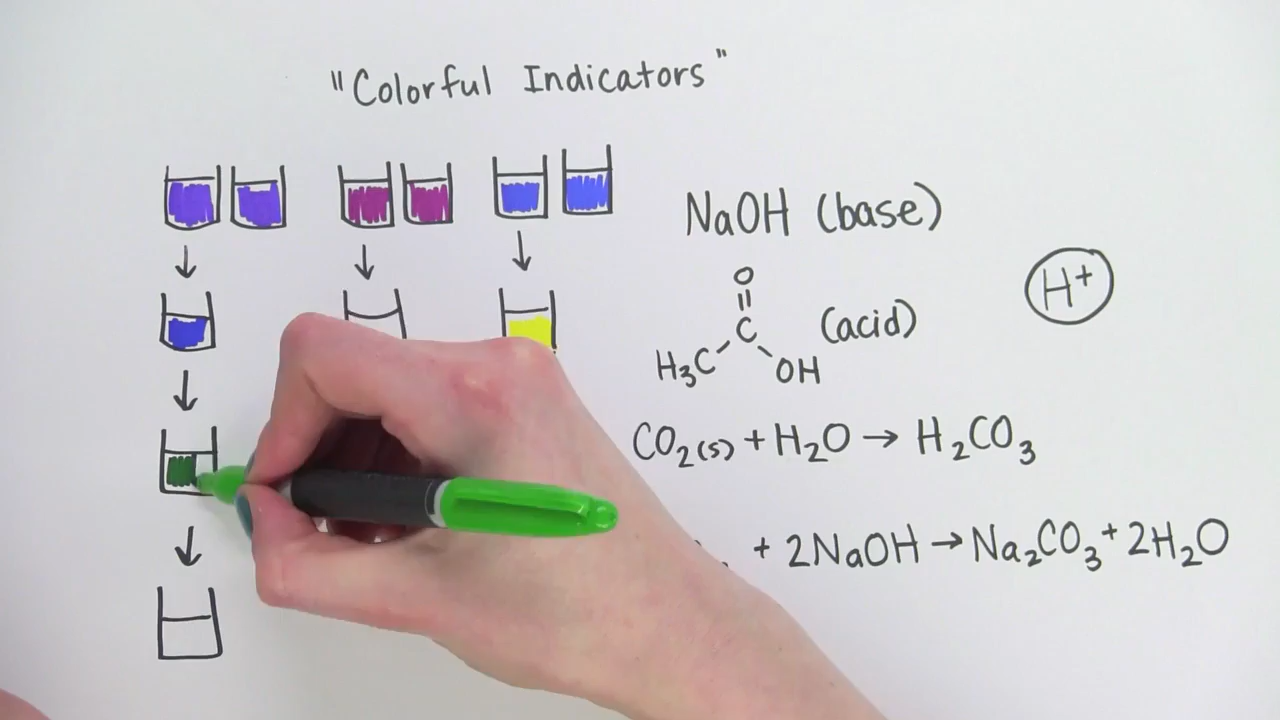 "Colorful Indicators"
NaOH (base)
H⁺
O
C
H₃C OH
(acid)
CO₂(s) + H₂O → H₂CO₃
+ 2NaOH → Na₂CO₃ + 2H₂O